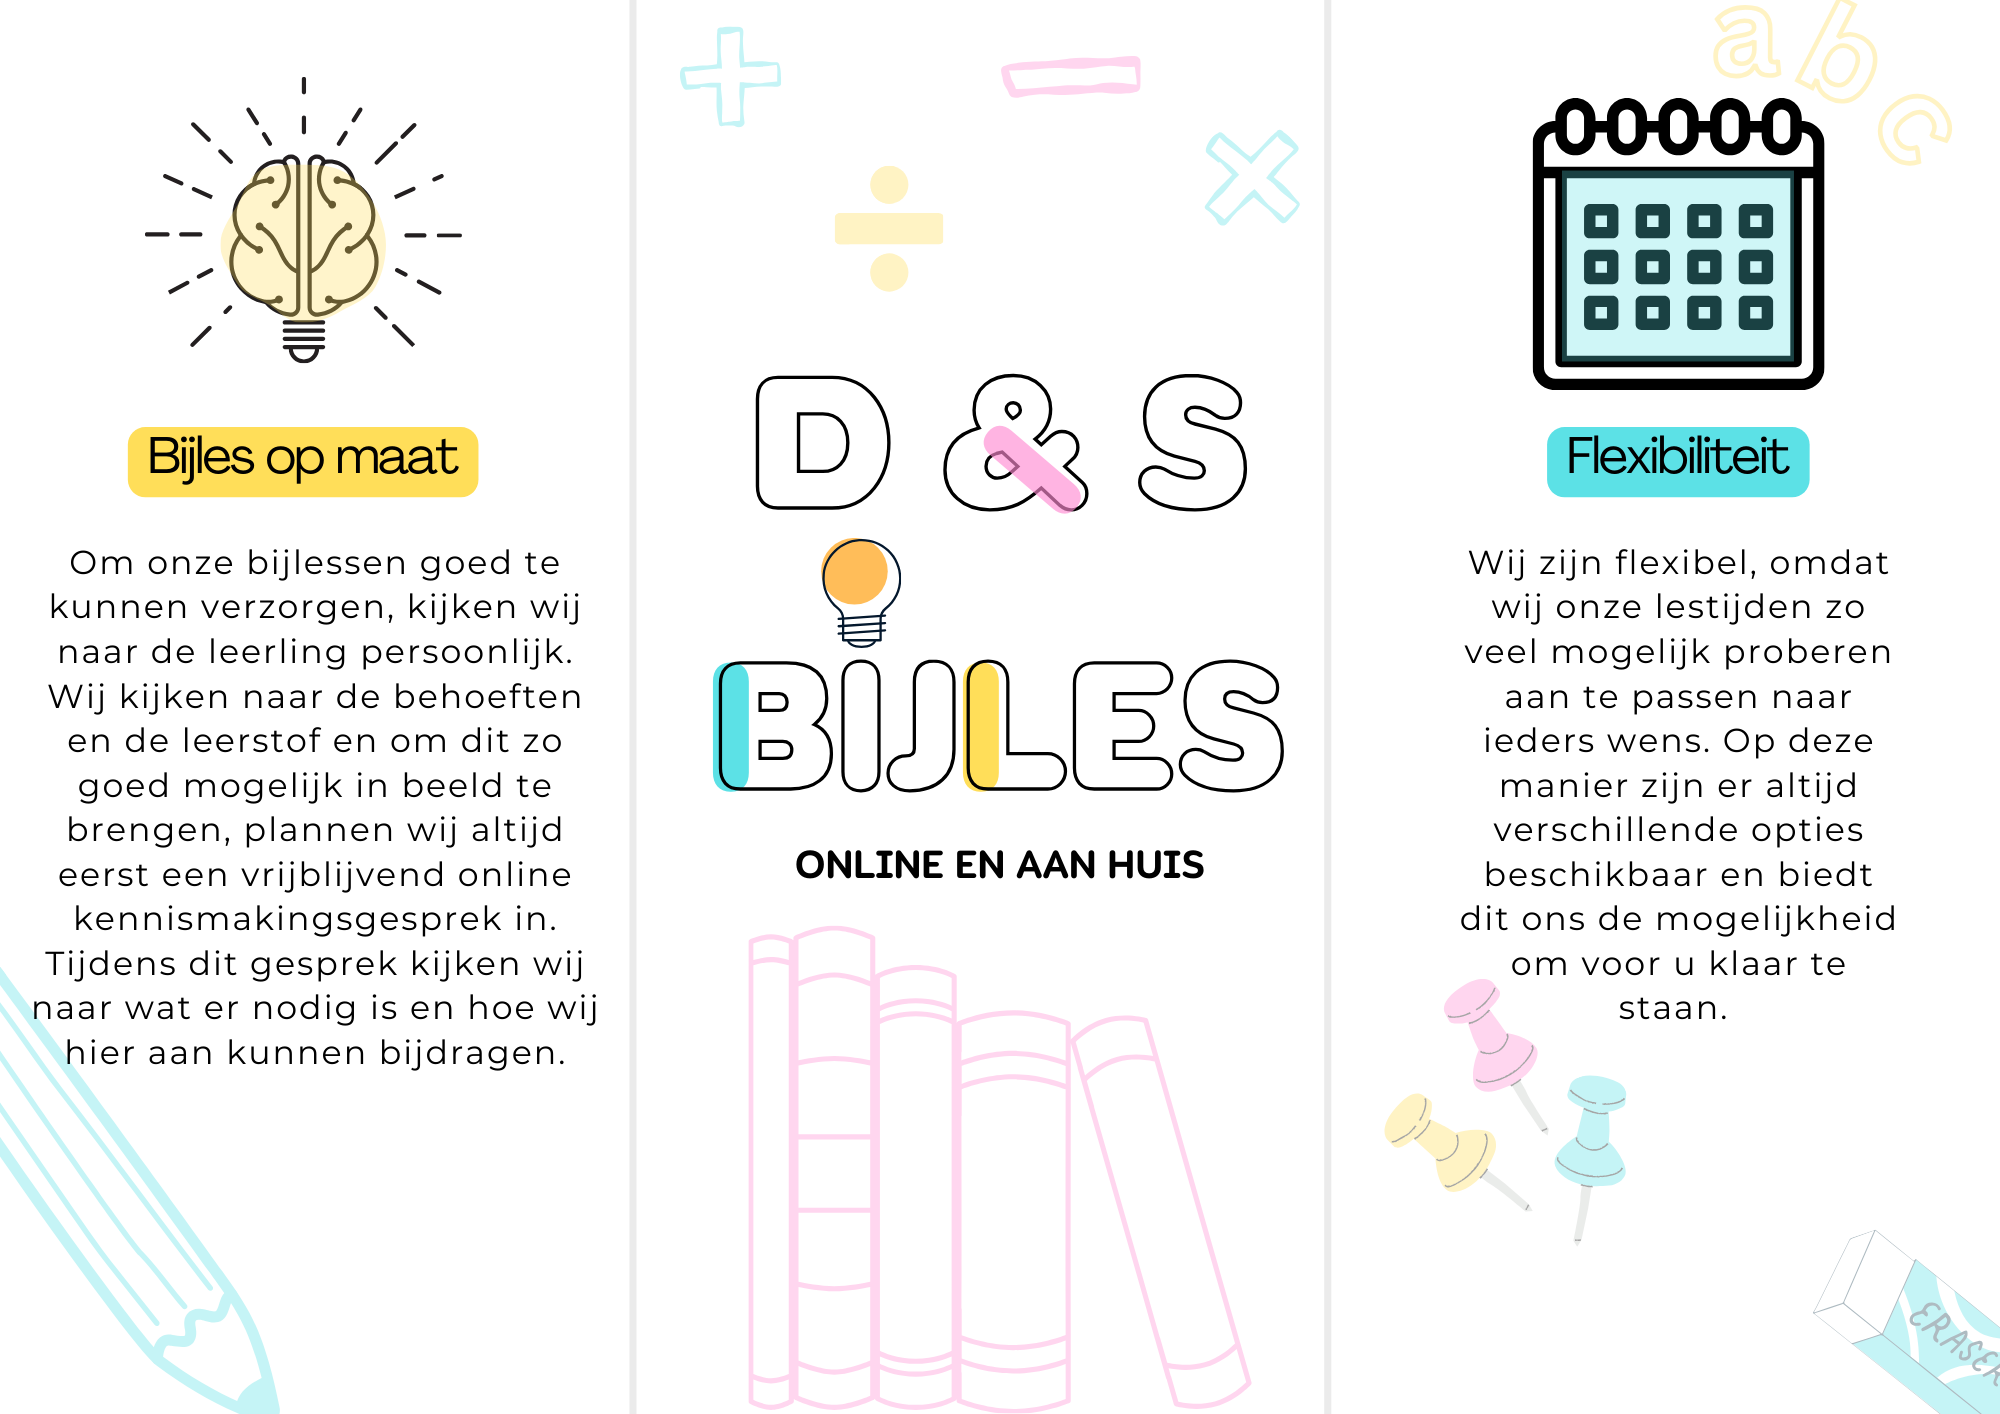 Bijles op maat
Om onze bijlessen goed te
kunnen verzorgen, kijken wij
naar de leerling persoonlijk.
Wij kijken naar de behoeften
en de leerstof en om dit zo
goed mogelijk in beeld te
brengen, plannen wij altijd
eerst een vrijblijvend online
kennismakingsgesprek in.
Tijdens dit gesprek kijken wij
naar wat er nodig is en hoe wij
hier aan kunnen bijdragen.
D & S
BIJLES
ONLINE EN AAN HUIS
a b c
Flexibiliteit
Wij zijn flexibel, omdat
wij onze lestijden zo
veel mogelijk proberen
aan te passen naar
ieders wens. Op deze
manier zijn er altijd
verschillende opties
beschikbaar en biedt
dit ons de mogelijkheid
om voor u klaar te
staan.
ERASER